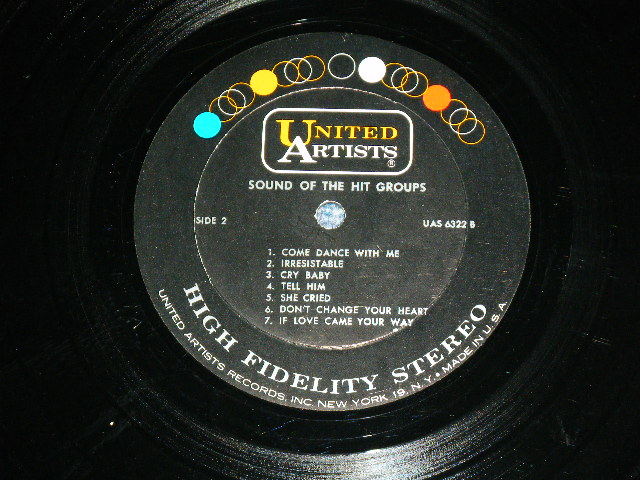 UNITED
ARTISTS®
SOUND OF THE HIT GROUPS
SIDE 2
UAS 6322 B
1. COME DANCE WITH ME
2. IRRESISTABLE
3. CRY BABY
4. TELL HIM
5. SHE CRIED
6. DON'T CHANGE YOUR HEART
7. IF LOVE CAME YOUR WAY
HIGH FIDELITY STEREO
UNITED ARTISTS RECORDS, INC. NEW YORK 19, N.Y. • MADE IN U.S.A.